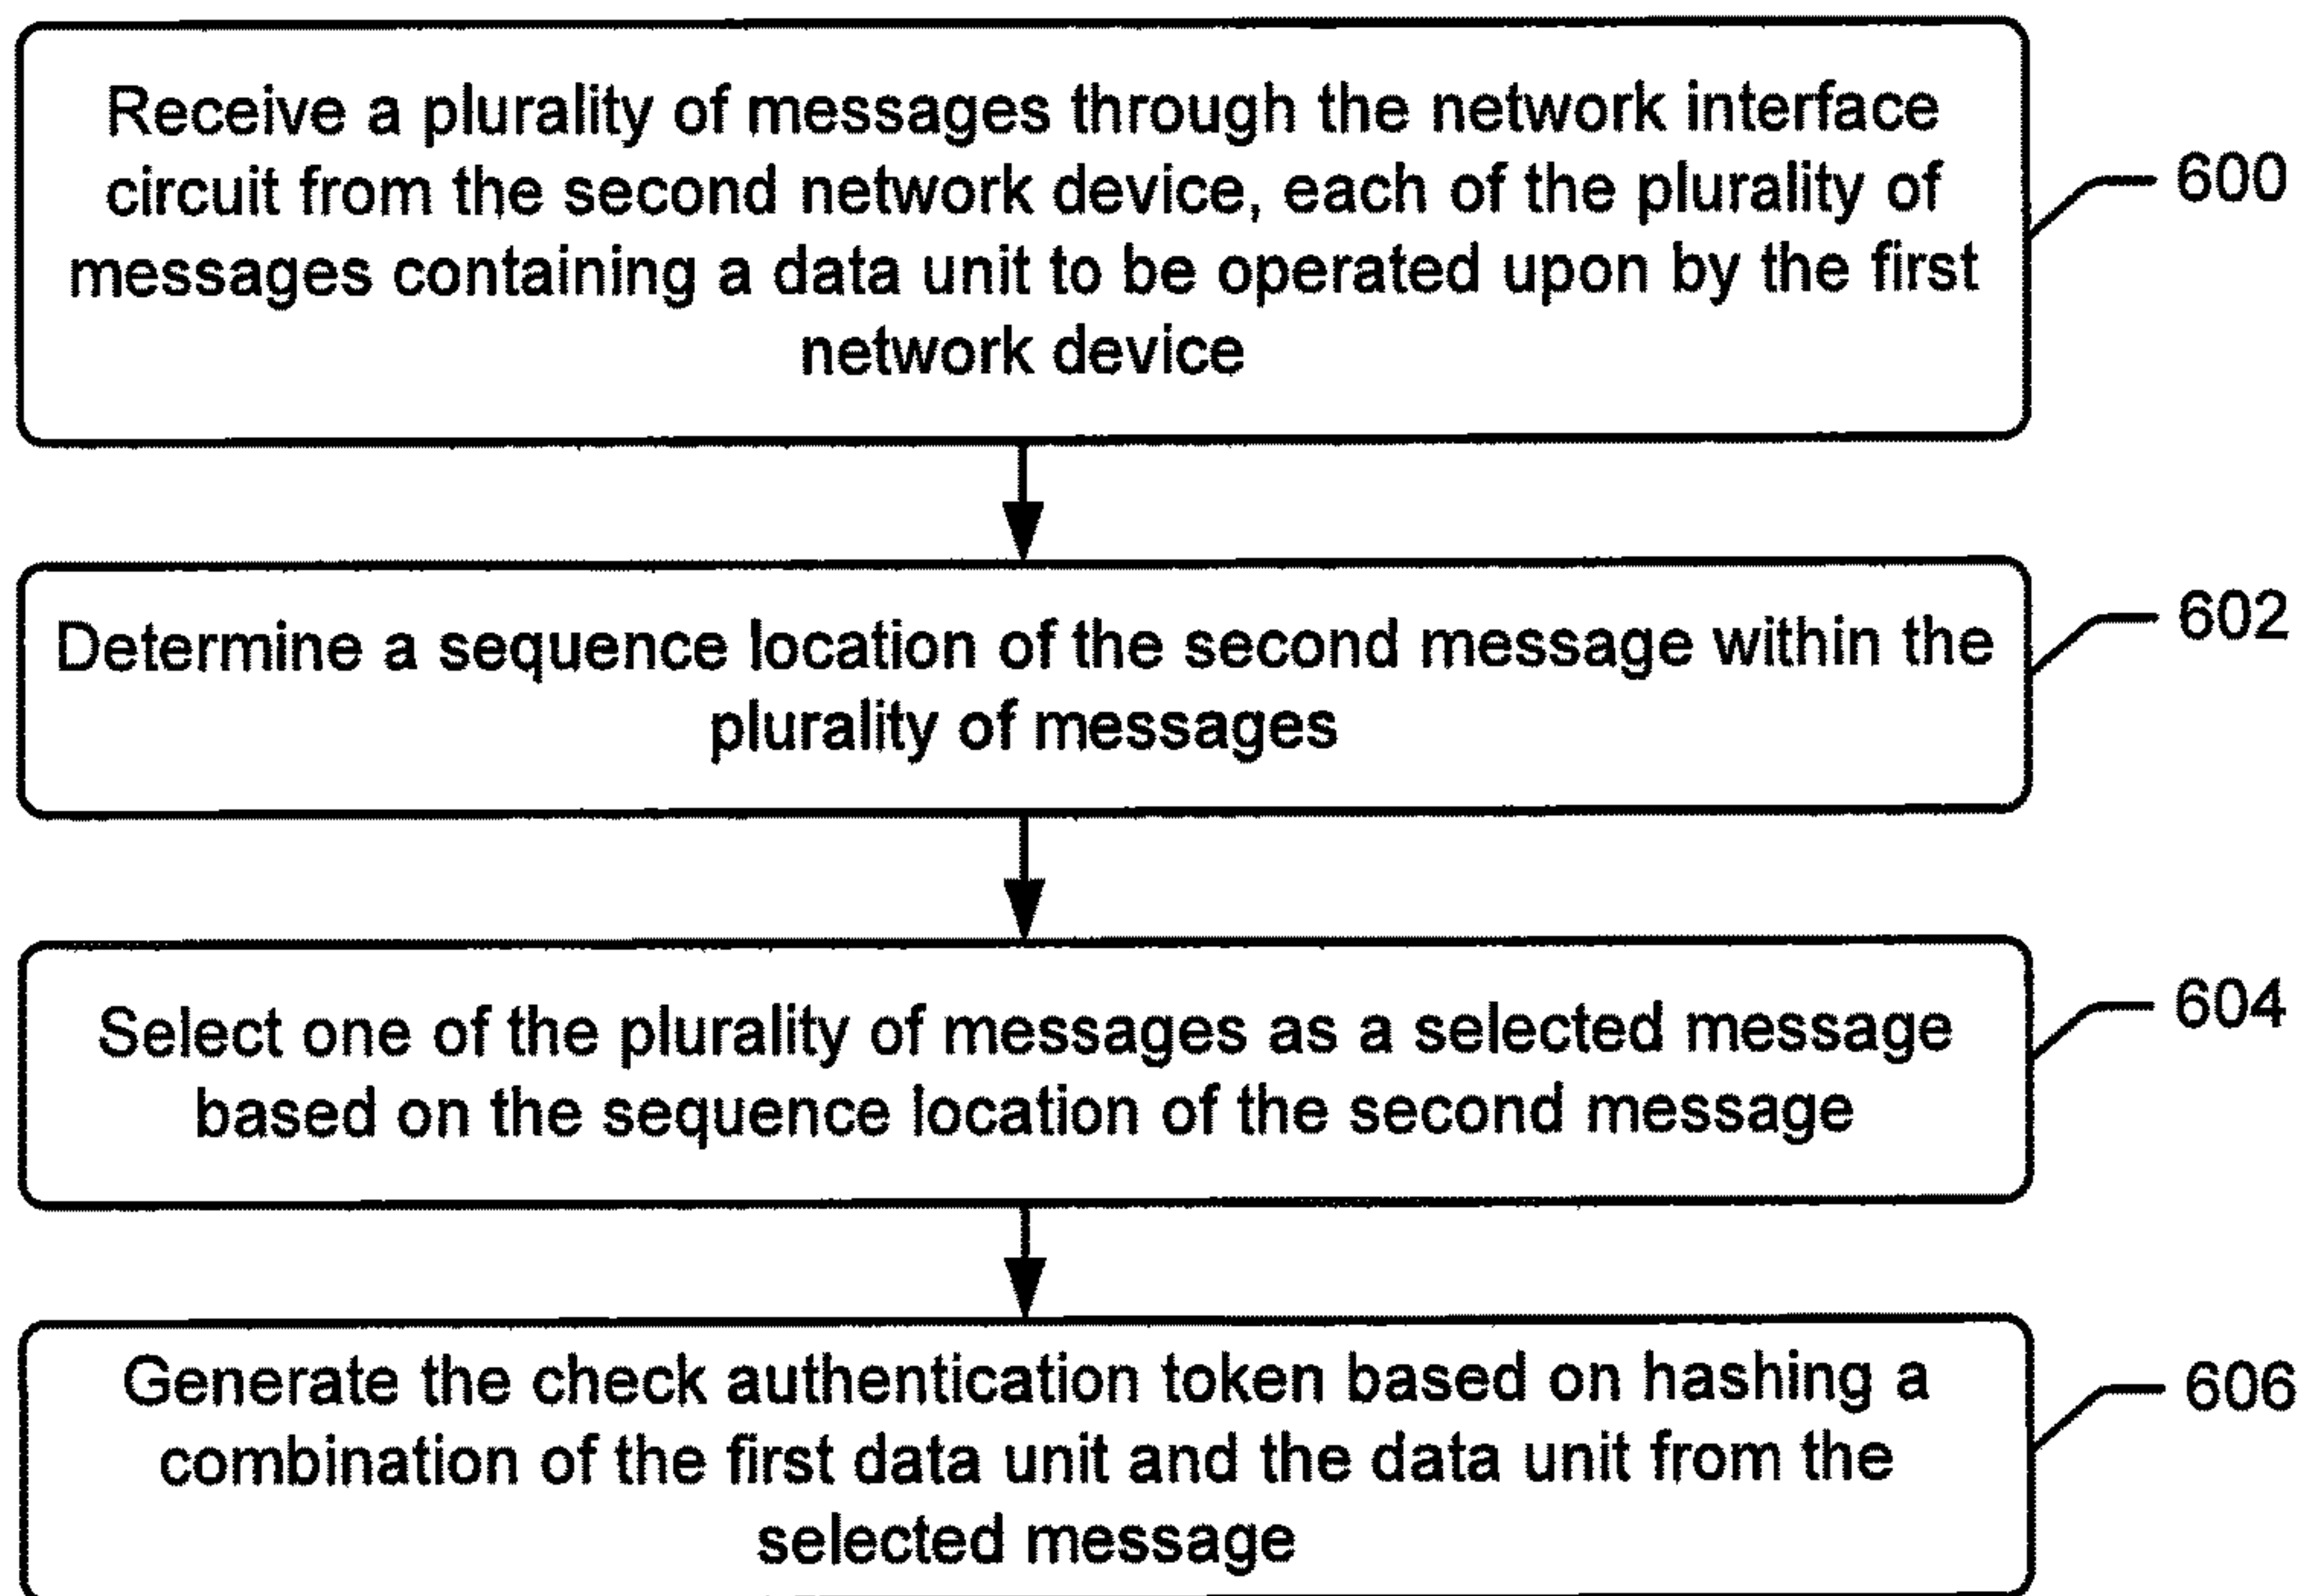 Receive a plurality of messages through the network interface
circuit from the second network device, each of the plurality of
messages containing a data unit to be operated upon by the first
network device
600
Determine a sequence location of the second message within the
plurality of messages
602
Select one of the plurality of messages as a selected message
based on the sequence location of the second message
604
Generate the check authentication token based on hashing a
combination of the first data unit and the data unit from the
selected message
606